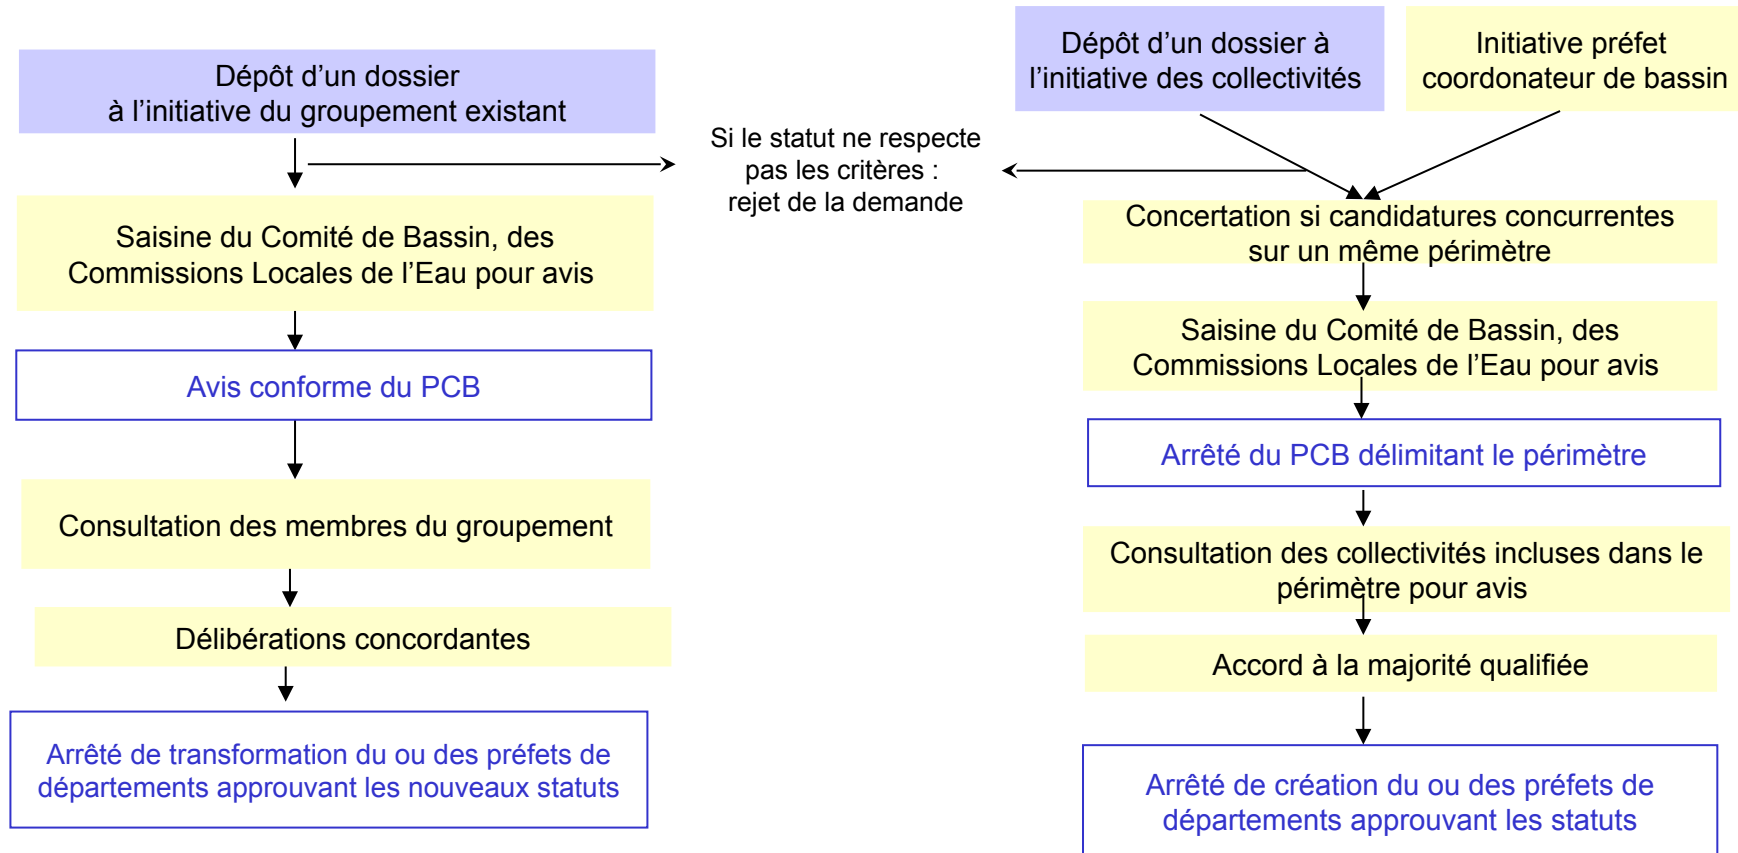 Dépôt d’un dossier
à l’initiative du groupement existant
Saisine du Comité de Bassin, des
Commissions Locales de l’Eau pour avis
Avis conforme du PCB
Consultation des membres du groupement
Délibérations concordantes
Arrêté de transformation du ou des préfets de
départements approuvant les nouveaux statuts
Si le statut ne respecte
pas les critères :
rejet de la demande
Dépôt d’un dossier à
l’initiative des collectivités
Initiative préfet
coordonateur de bassin
Concertation si candidatures concurrentes
sur un même périmètre
Saisine du Comité de Bassin, des
Commissions Locales de l’Eau pour avis
Arrêté du PCB délimitant le périmètre
Consultation des collectivités incluses dans le
périmètre pour avis
Accord à la majorité qualifiée
Arrêté de création du ou des préfets de
départements approuvant les statuts